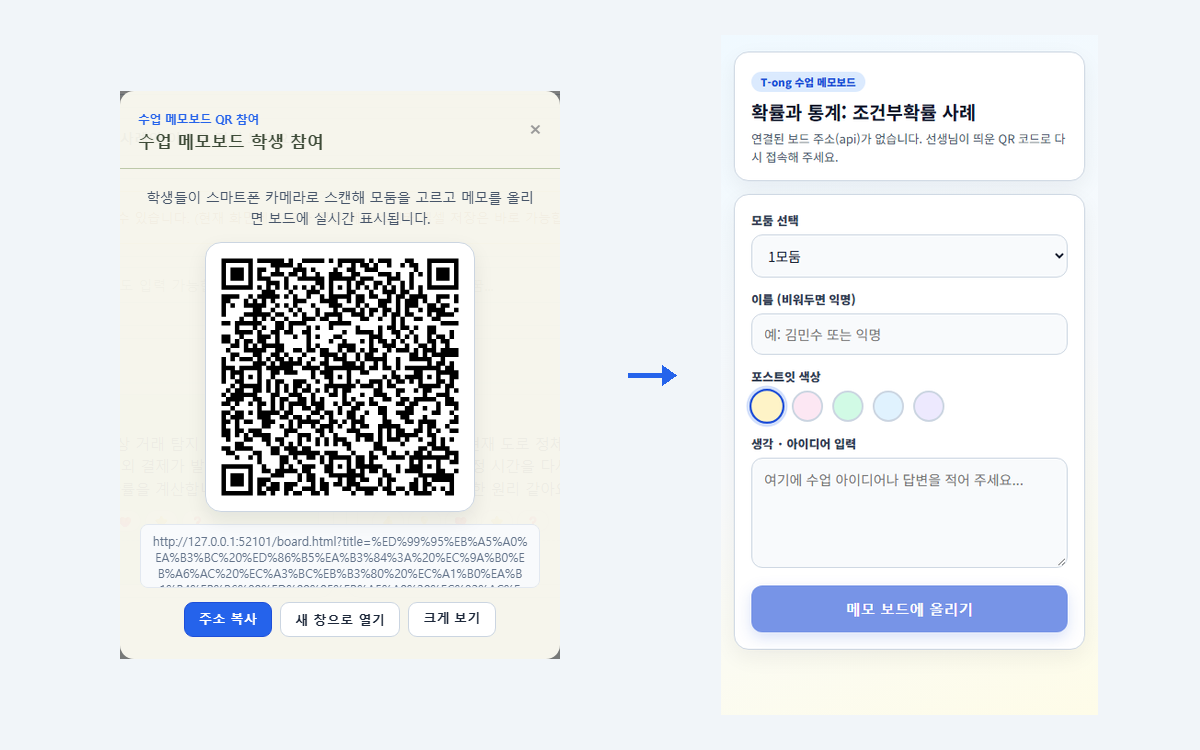 수업 메모보드 QR 참여
수업 메모보드 학생 참여
×
학생들이 스마트폰 카메라로 스캔해 모둠을 고르고 메모를 올리
면 보드에 실시간 표시됩니다.
http://127.0.0.1:52101/board.html?title=%ED%99%95%EB%A5%A0%
EA%B3%BC%20%ED%86%B5%EA%B3%84%3A%20%EC%9A%B0%E
B%A6%AC%20%EC%A3%BC%EB%B3%80%20%EC%A1%B0%EA%B
주소 복사
새 창으로 열기
크게 보기
T-ong 수업 메모보드
확률과 통계: 조건부확률 사례
연결된 보드 주소(api)가 없습니다. 선생님이 띄운 QR 코드로 다
시 접속해 주세요.
모둠 선택
1모둠
이름 (비워두면 익명)
예: 김민수 또는 익명
포스트잇 색상
생각 · 아이디어 입력
여기에 수업 아이디어나 답변을 적어 주세요...
메모 보드에 올리기